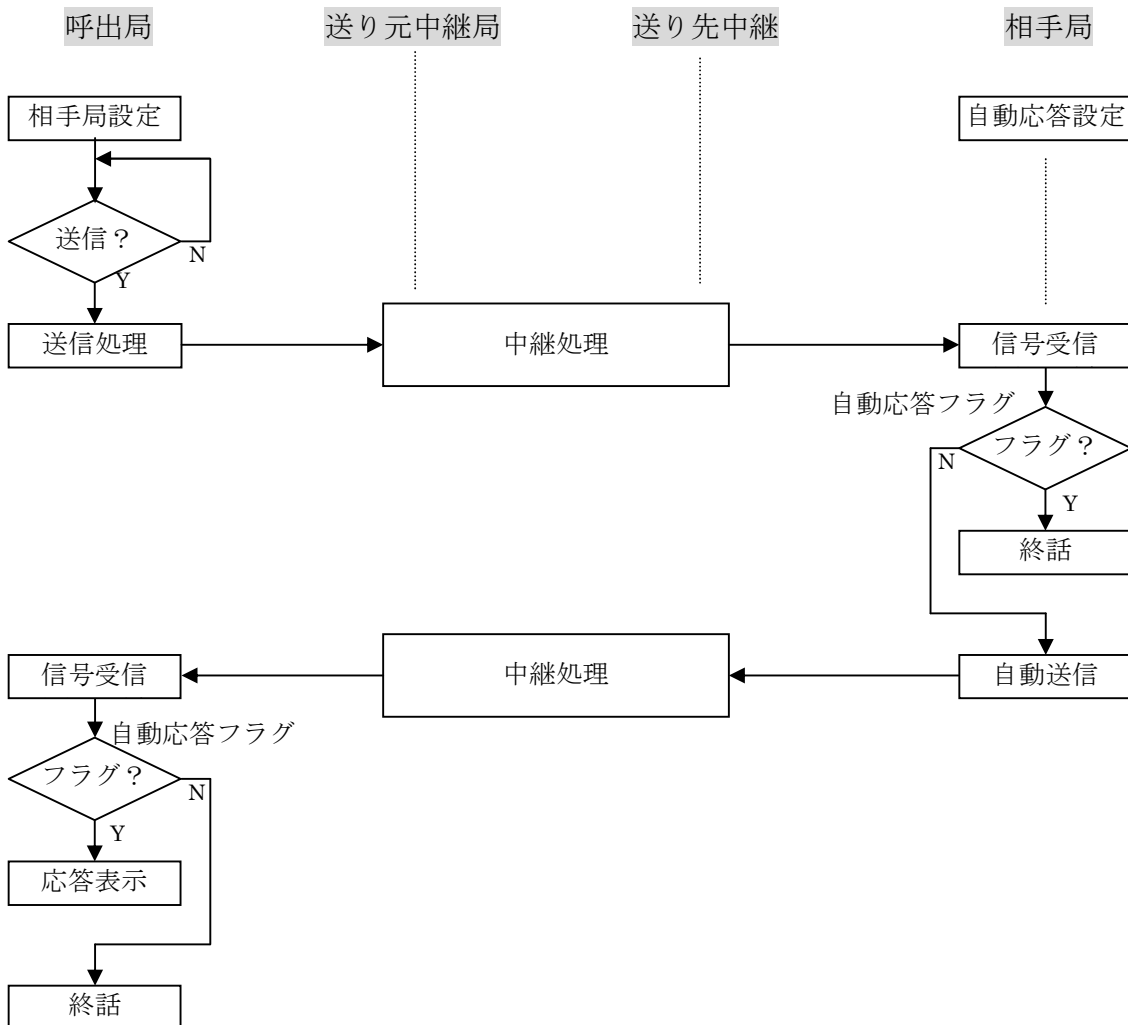 呼出局
送り元中継局
送り先中継
相手局
相手局設定
自動応答設定
送信？
N
Y
送信処理
中継処理
信号受信
自動応答フラグ
フラグ？
N
Y
終話
信号受信
中継処理
自動送信
自動応答フラグ
フラグ？
N
Y
応答表示
終話